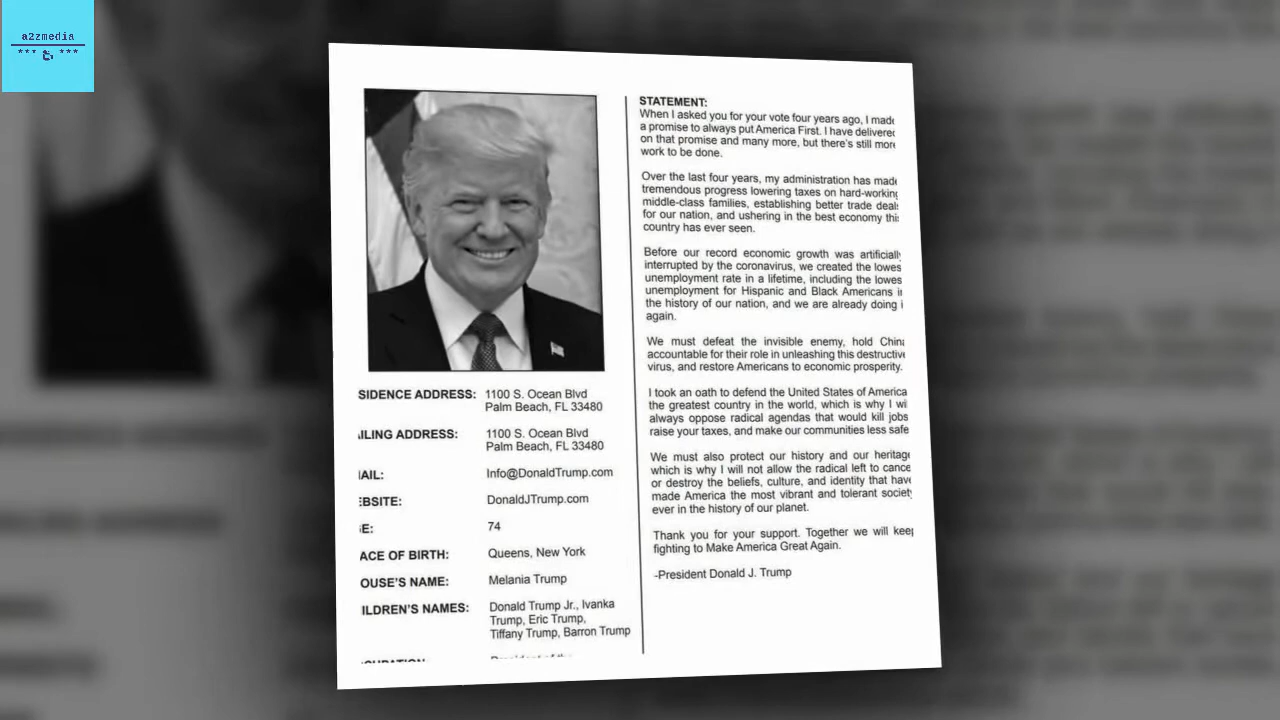 a2zmedia
*** ***
SIDENCE ADDRESS: 1100 S. Ocean Blvd
Palm Beach, FL 33480
ILING ADDRESS: 1100 S. Ocean Blvd
Palm Beach, FL 33480
AIL: Info@DonaldTrump.com
EBSITE: DonaldJTrump.com
E: 74
ACE OF BIRTH: Queens, New York
OUSE'S NAME: Melania Trump
ILDREN'S NAMES: Donald Trump Jr., Ivanka
Trump, Eric Trump,
Tiffany Trump, Barron Trump
STATEMENT:
When I asked you for your vote four years ago, I made
a promise to always put America First. I have delivered
on that promise and many more, but there's still more
work to be done.
Over the last four years, my administration has made
tremendous progress lowering taxes on hard-working
middle-class families, establishing better trade deals
for our nation, and ushering in the best economy this
country has ever seen.
Before our record economic growth was artificially
interrupted by the coronavirus, we created the lowes
unemployment rate in a lifetime, including the lowes
unemployment for Hispanic and Black Americans in
the history of our nation, and we are already doing i
again.
We must defeat the invisible enemy, hold China
accountable for their role in unleashing this destructive
virus, and restore Americans to economic prosperity.
I took an oath to defend the United States of America
the greatest country in the world, which is why I wi
always oppose radical agendas that would kill jobs
raise your taxes, and make our communities less safe
We must also protect our history and our heritage
which is why I will not allow the radical left to cance
or destroy the beliefs, culture, and identity that have
made America the most vibrant and tolerant society
ever in the history of our planet.
Thank you for your support. Together we will keep
fighting to Make America Great Again.
-President Donald J. Trump